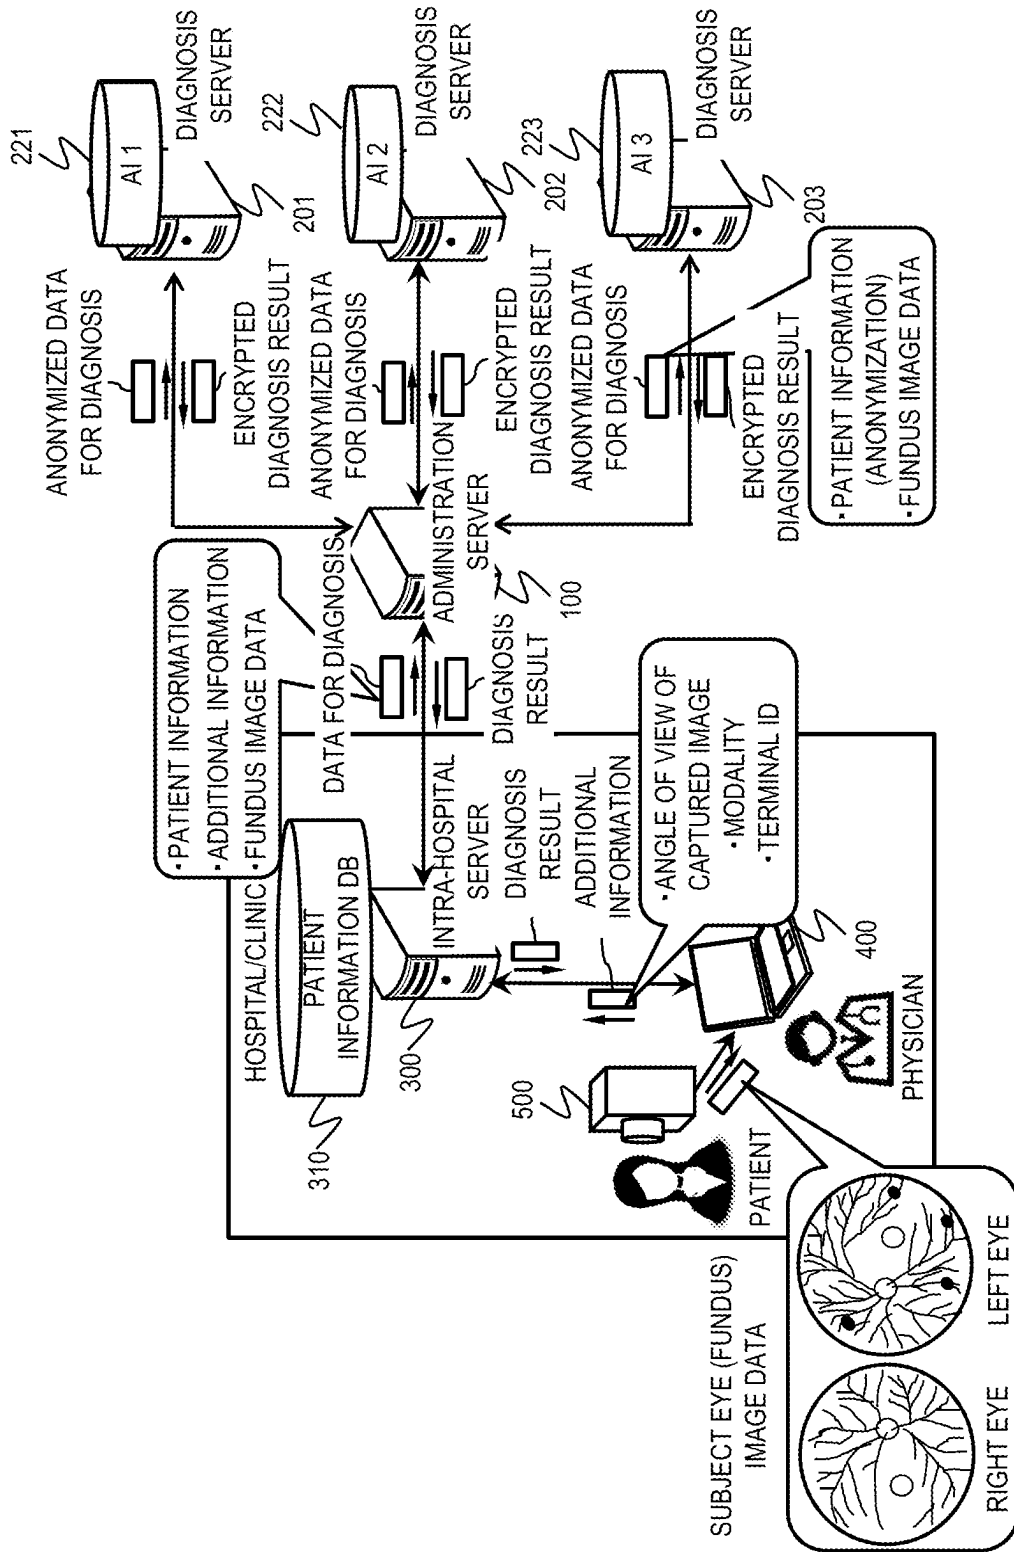 HOSPITAL/CLINIC
310
PATIENT
INFORMATION DB
300
INTRA-HOSPITAL
SERVER
・PATIENT INFORMATION
・ADDITIONAL INFORMATION
・FUNDUS IMAGE DATA
DATA FOR DIAGNOSIS
DIAGNOSIS
RESULT
ADMINISTRATION
SERVER
100
ANONYMIZED DATA
FOR DIAGNOSIS
ENCRYPTED
DIAGNOSIS RESULT
221
AI 1
DIAGNOSIS
SERVER
201
ANONYMIZED DATA
FOR DIAGNOSIS
ENCRYPTED
DIAGNOSIS RESULT
222
AI 2
DIAGNOSIS
SERVER
202
ANONYMIZED DATA
FOR DIAGNOSIS
ENCRYPTED
DIAGNOSIS RESULT
223
AI 3
DIAGNOSIS
SERVER
203
・PATIENT INFORMATION
(ANONYMIZATION)
・FUNDUS IMAGE DATA
DIAGNOSIS
RESULT
ADDITIONAL
INFORMATION
・ANGLE OF VIEW OF
CAPTURED IMAGE
・MODALITY
・TERMINAL ID
500
PATIENT
400
PHYSICIAN
SUBJECT EYE (FUNDUS)
IMAGE DATA
RIGHT EYE
LEFT EYE